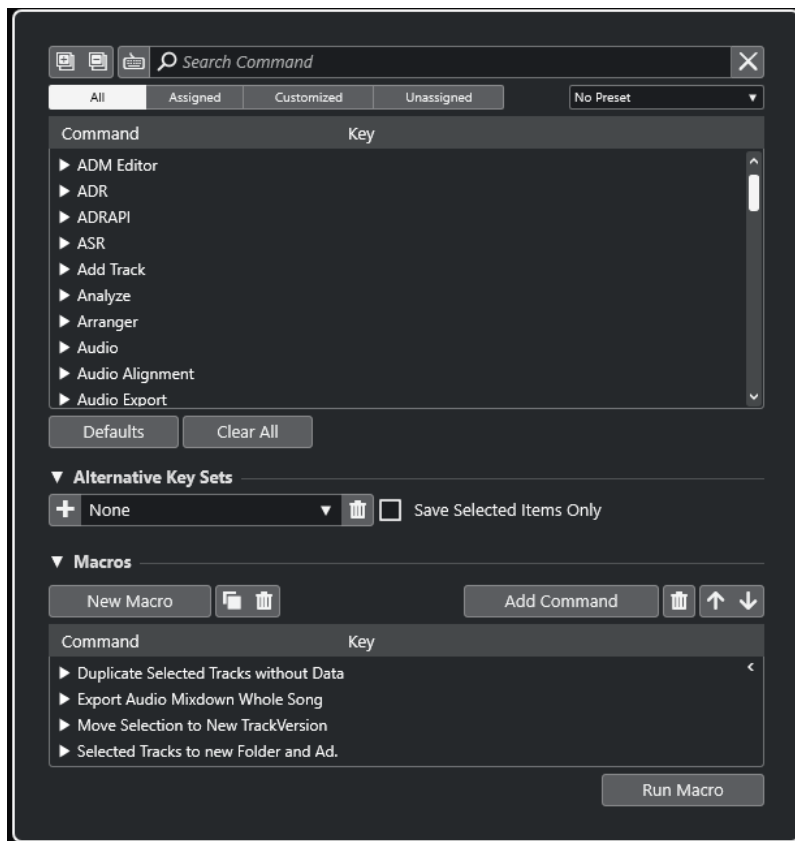 Search Command
All Assigned Customized Unassigned No Preset
Command Key
ADM Editor
ADR
ADRAPI
ASR
Add Track
Analyze
Arranger
Audio
Audio Alignment
Audio Export
Defaults Clear All
Alternative Key Sets
None Save Selected Items Only
Macros
New Macro Add Command
Command Key
Duplicate Selected Tracks without Data
Export Audio Mixdown Whole Song
Move Selection to New TrackVersion
Selected Tracks to new Folder and Ad.
Run Macro